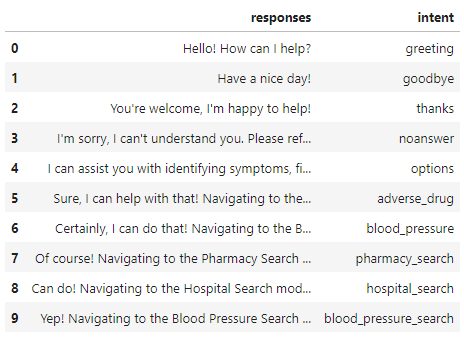 responses intent
0 Hello! How can I help? greeting
1 Have a nice day! goodbye
2 You're welcome, I'm happy to help! thanks
3 I'm sorry, I can't understand you. Please ref... noanswer
4 I can assist you with identifying symptoms, fi... options
5 Sure, I can help with that! Navigating to the... adverse_drug
6 Certainly, I can do that! Navigating to the B... blood_pressure
7 Of course! Navigating to the Pharmacy Search ... pharmacy_search
8 Can do! Navigating to the Hospital Search mod... hospital_search
9 Yep! Navigating to the Blood Pressure Search ... blood_pressure_search